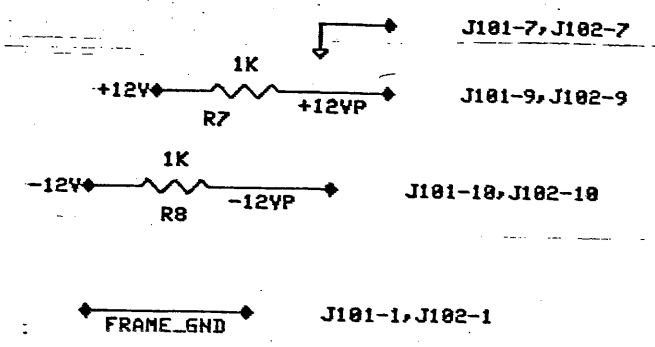 J101-7,J102-7
1K
+12V
+12VP
J101-9,J102-9
R7
1K
-12V
-12VP
J101-10,J102-10
R8
FRAME_GND
J101-1,J102-1